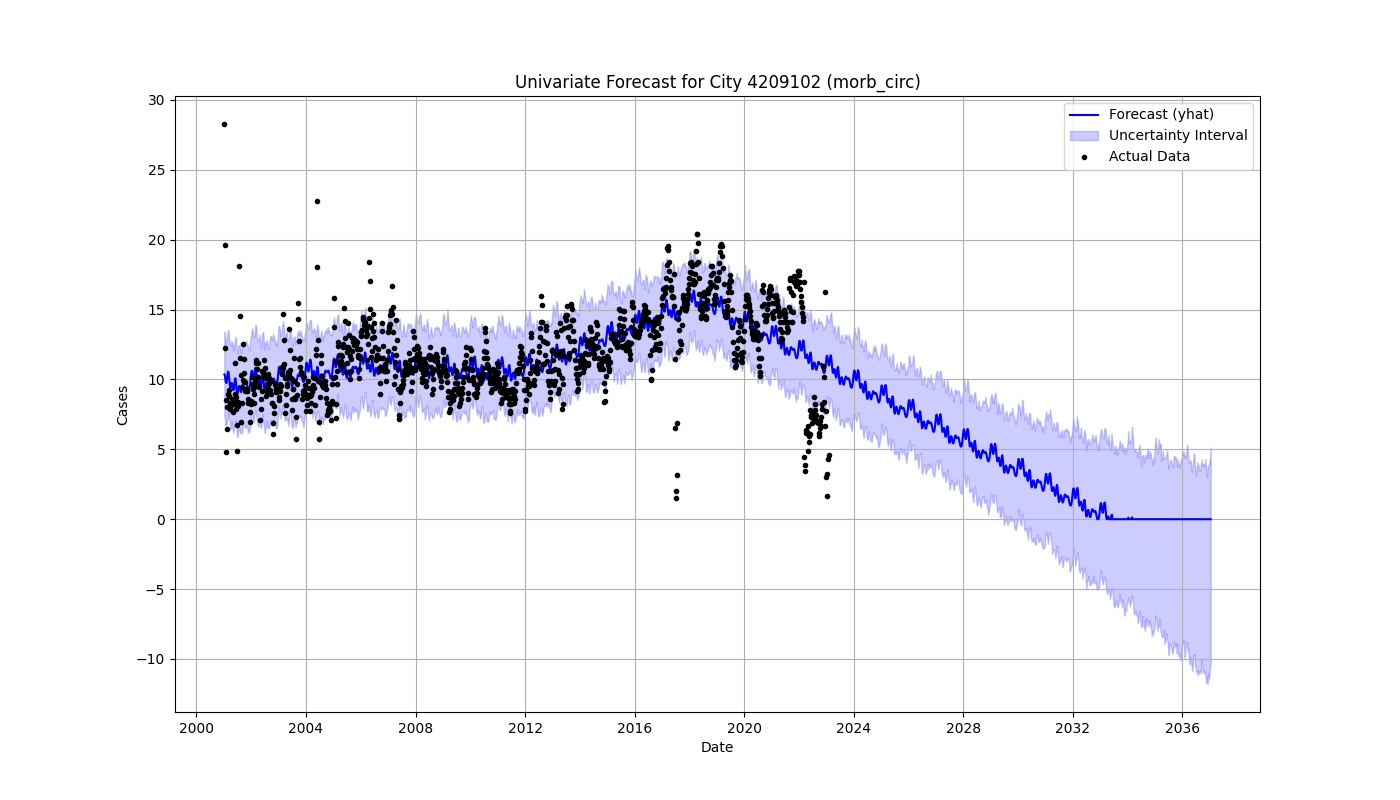 Univariate Forecast for City 4209102 (morb_circ)
Forecast (yhat)
Uncertainty Interval
Actual Data
Cases
30
25
20
15
10
5
0
−5
−10
2000 2004 2008 2012 2016 2020 2024 2028 2032 2036
Date